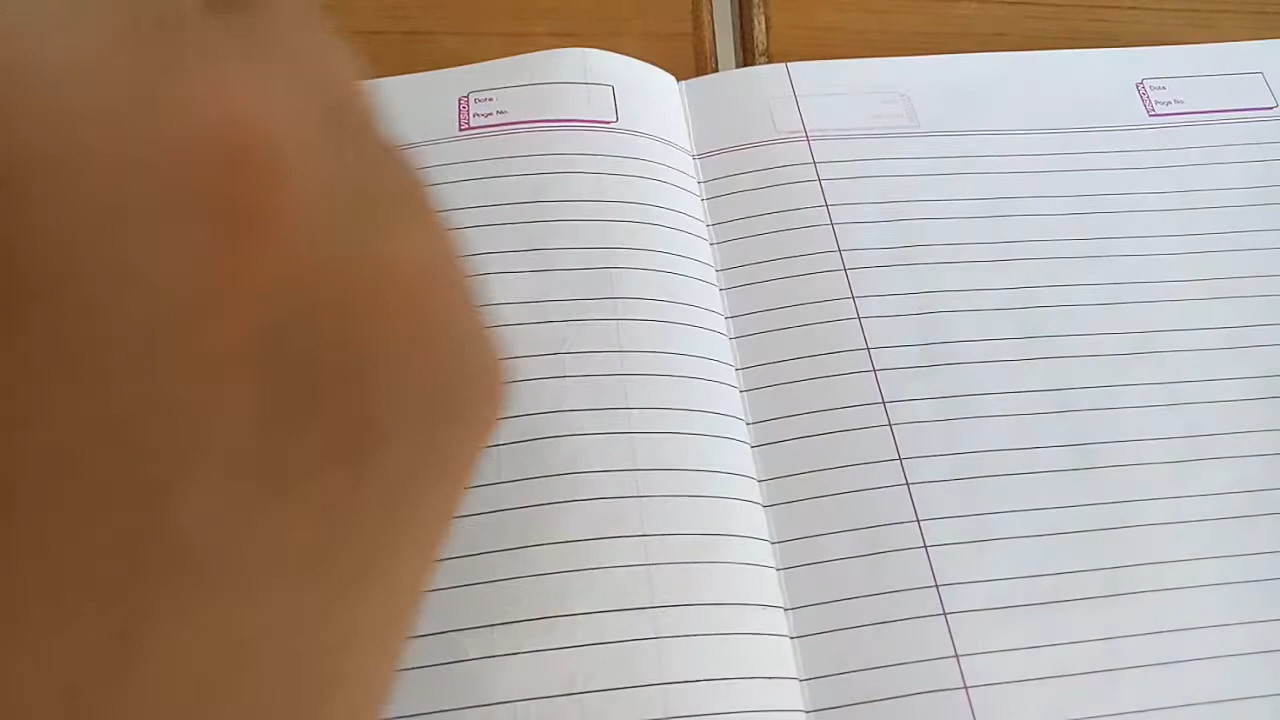 VISION
Date :
Page No.
VISION
Date
Page No.